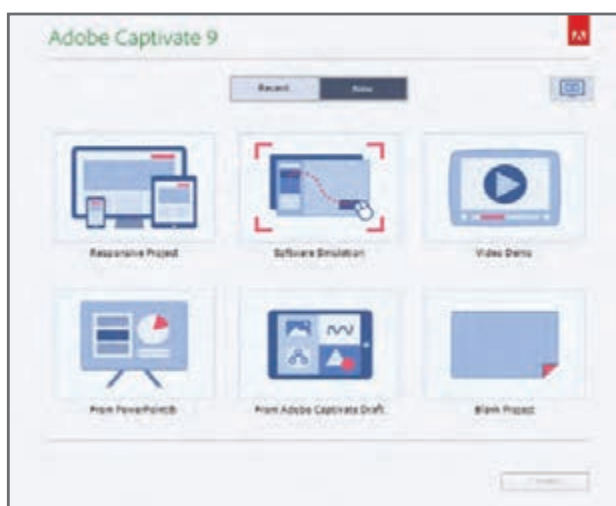 Adobe Captivate 9
Recent New
Responsive Project Software Simulation Video Demo
From PowerPoint From Adobe Captivate Draft Blank Project